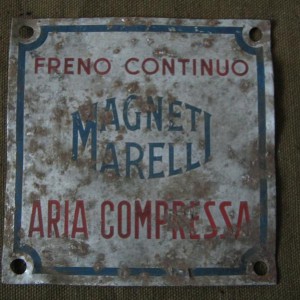 FRENO CONTINUO
MAGNETI
MARELLI
ARIA COMPRESSA